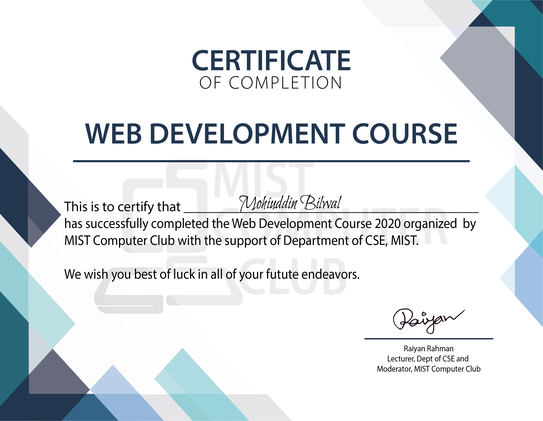 CERTIFICATE
OF COMPLETION
WEB DEVELOPMENT COURSE
MIST
COMPUTER
CLUB
This is to certify that Mohiuddin Bilwal
has successfully completed the Web Development Course 2020 organized by
MIST Computer Club with the support of Department of CSE, MIST.
We wish you best of luck in all of your futute endeavors.
Raiyan
Raiyan Rahman
Lecturer, Dept of CSE and
Moderator, MIST Computer Club